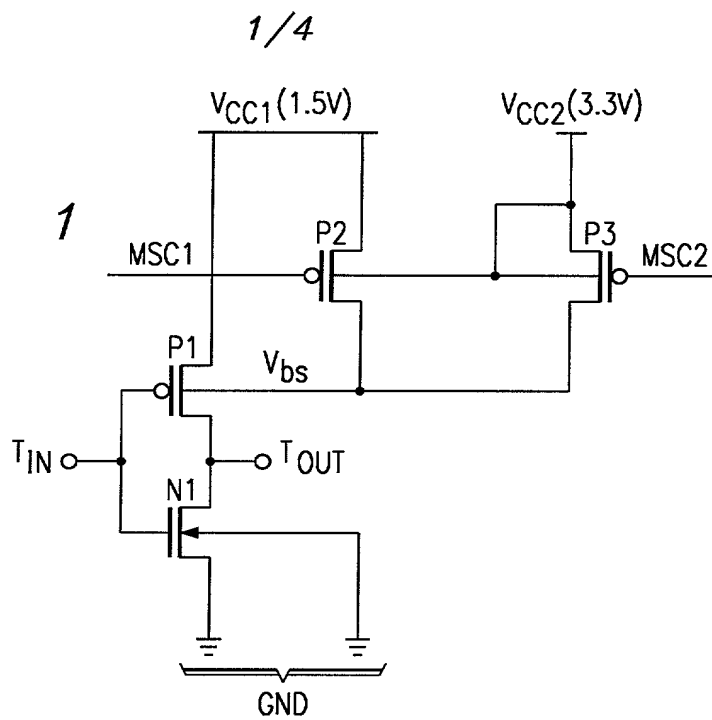 1/4
VCC1(1.5V)
VCC2(3.3V)
1
MSC1
P2
P3
MSC2
P1
Vbs
TIN
TOUT
N1
GND